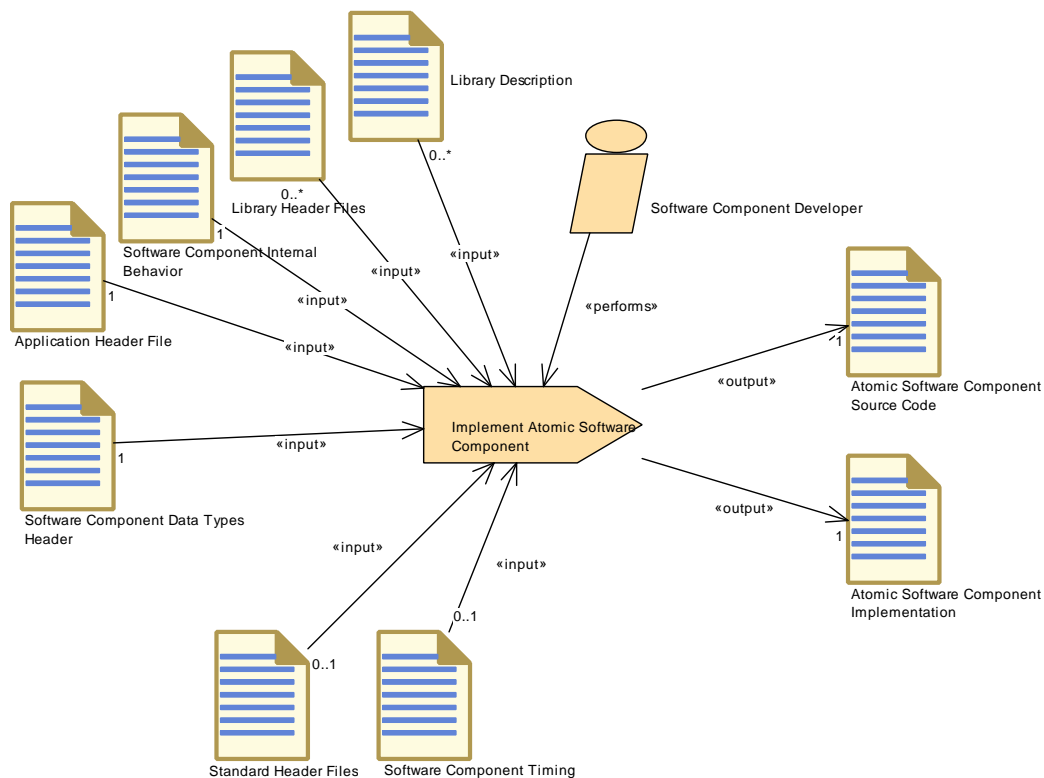 Library Description
0..*
0..*
Library Header Files
Software Component Developer
1
Software Component Internal
Behavior
«input»
«input»
«input»
1
«performs»
Application Header File
«input»
1
«output»
Atomic Software Component
Source Code
Implement Atomic Software
Component
«input»
1
Software Component Data Types
Header
«output»
1
«input»
«input»
Atomic Software Component
Implementation
0..1
0..1
Standard Header Files
Software Component Timing